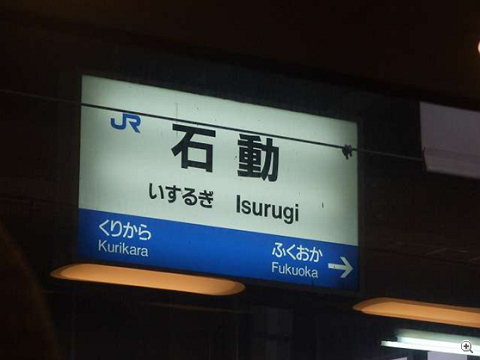 JR
石動
いするぎ Isurugi
くりから
Kurikara
ふくおか
Fukuoka